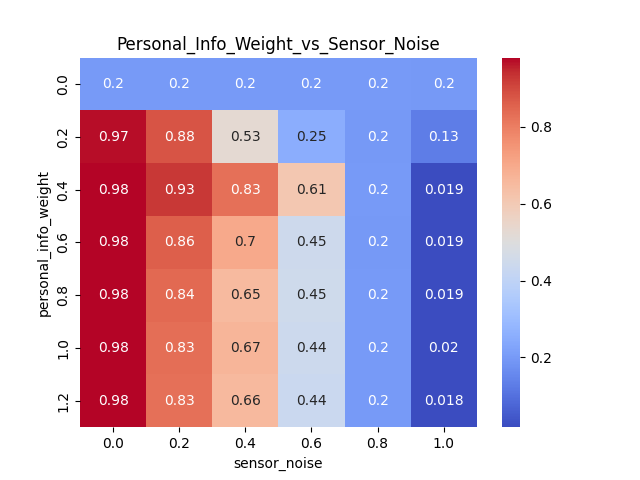 Personal_Info_Weight_vs_Sensor_Noise
0.0 0.2 0.2 0.2 0.2 0.2 0.2
0.2 0.97 0.88 0.53 0.25 0.2 0.13
0.4 0.98 0.93 0.83 0.61 0.2 0.019
0.6 0.98 0.86 0.7 0.45 0.2 0.019
0.8 0.98 0.84 0.65 0.45 0.2 0.019
1.0 0.98 0.83 0.67 0.44 0.2 0.02
1.2 0.98 0.83 0.66 0.44 0.2 0.018
0.0 0.2 0.4 0.6 0.8 1.0
sensor_noise
personal_info_weight
0.8
0.6
0.4
0.2